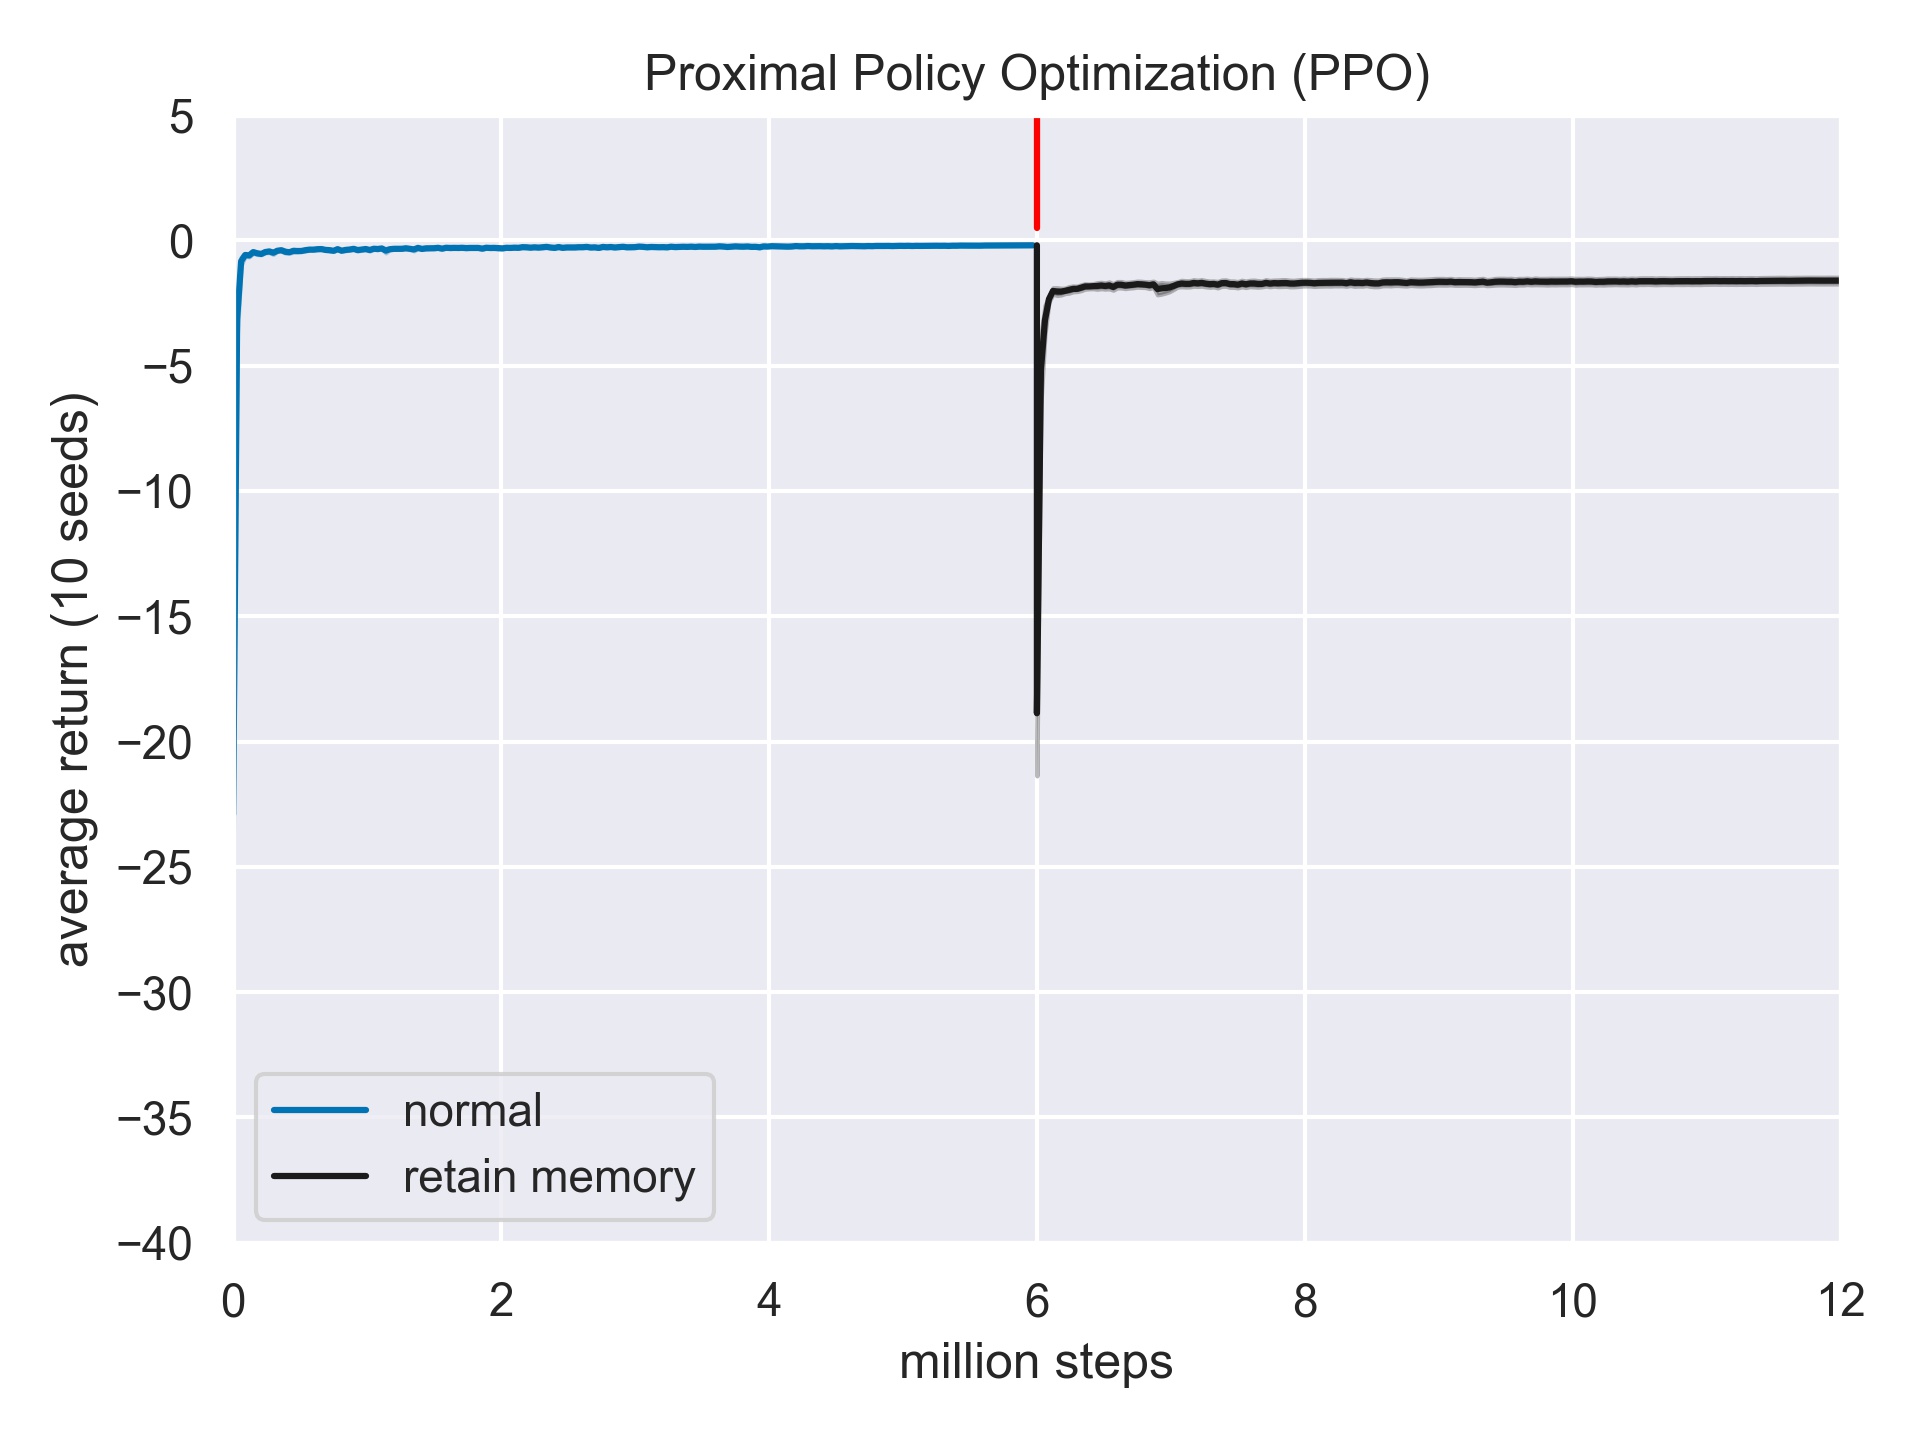 Proximal Policy Optimization (PPO)
5
0
−5
−10
−15
−20
−25
−30
−35
−40
average return (10 seeds)
normal
retain memory
0 2 4 6 8 10 12
million steps